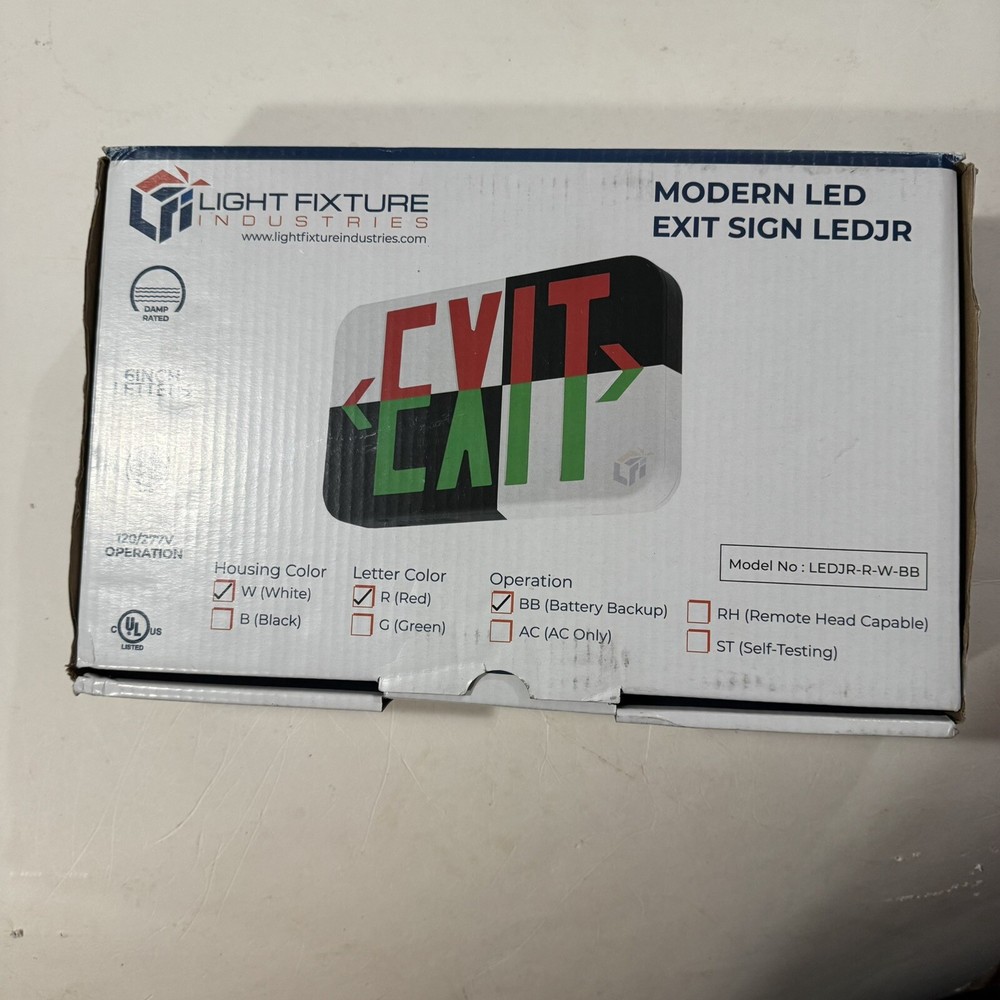 LIGHT FIXTURE
INDUSTRIES
www.lightfixtureindustries.com
MODERN LED
EXIT SIGN LEDJR
DAMP
RATED
6INCH
LETTERS
EXIT
120/277V
OPERATION
Model No : LEDJR-R-W-BB
Housing Color
W (White)
B (Black)
Letter Color
R (Red)
G (Green)
Operation
BB (Battery Backup)
AC (AC Only)
RH (Remote Head Capable)
ST (Self-Testing)
C UL US
LISTED